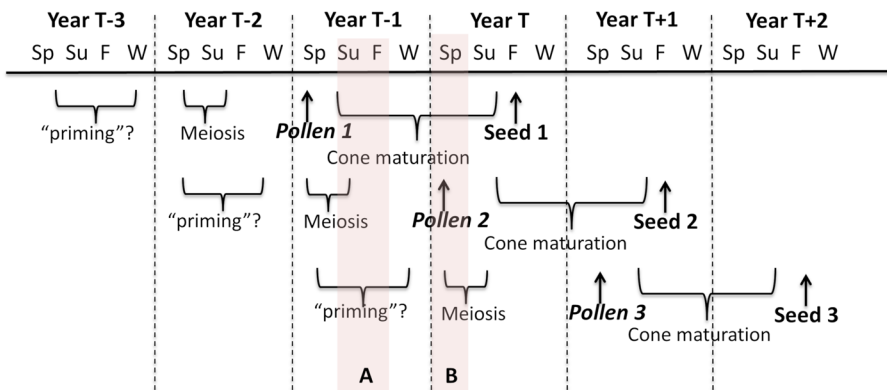 Year T-3 Year T-2 Year T-1 Year T Year T+1 Year T+2
Sp Su F W Sp Su F W Sp Su F W Sp Su F W Sp Su F W Sp Su F W
“priming”? Meiosis Pollen 1 Seed 1
Cone maturation
“priming”? Meiosis Pollen 2 Seed 2
Cone maturation
“priming”? Meiosis Pollen 3 Seed 3
Cone maturation
A B